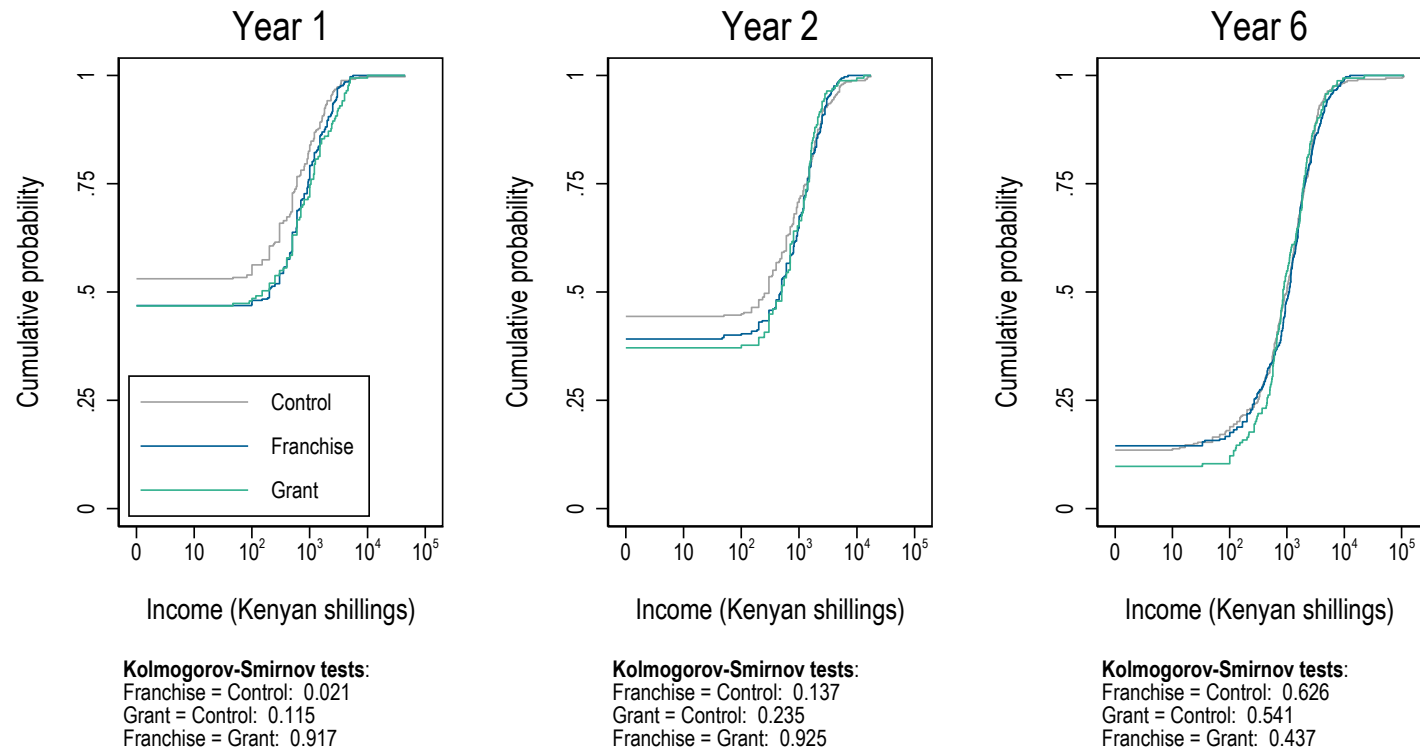 Year 1
Year 2
Year 6
Cumulative probability
1
.75
.5
.25
0
Control
Franchise
Grant
0 10 10² 10³ 10⁴ 10⁵
Income (Kenyan shillings)
Kolmogorov-Smirnov tests:
Franchise = Control: 0.021
Grant = Control: 0.115
Franchise = Grant: 0.917
Cumulative probability
1
.75
.5
.25
0
0 10 10² 10³ 10⁴ 10⁵
Income (Kenyan shillings)
Kolmogorov-Smirnov tests:
Franchise = Control: 0.137
Grant = Control: 0.235
Franchise = Grant: 0.925
Cumulative probability
1
.75
.5
.25
0
0 10 10² 10³ 10⁴ 10⁵
Income (Kenyan shillings)
Kolmogorov-Smirnov tests:
Franchise = Control: 0.626
Grant = Control: 0.541
Franchise = Grant: 0.437